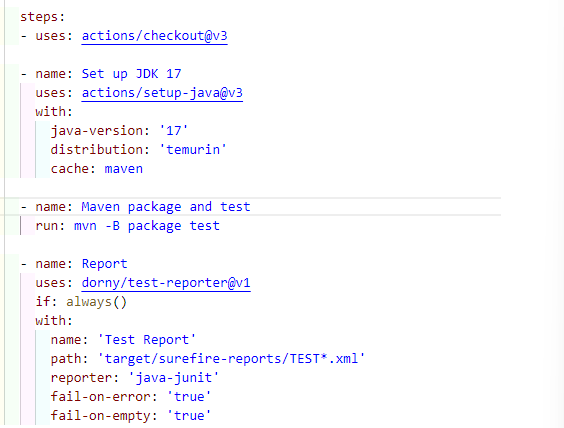 steps:
- uses: actions/checkout@v3
- name: Set up JDK 17
uses: actions/setup-java@v3
with:
java-version: '17'
distribution: 'temurin'
cache: maven
- name: Maven package and test
run: mvn -B package test
- name: Report
uses: dorny/test-reporter@v1
if: always()
with:
name: 'Test Report'
path: 'target/surefire-reports/TEST*.xml'
reporter: 'java-junit'
fail-on-error: 'true'
fail-on-empty: 'true'